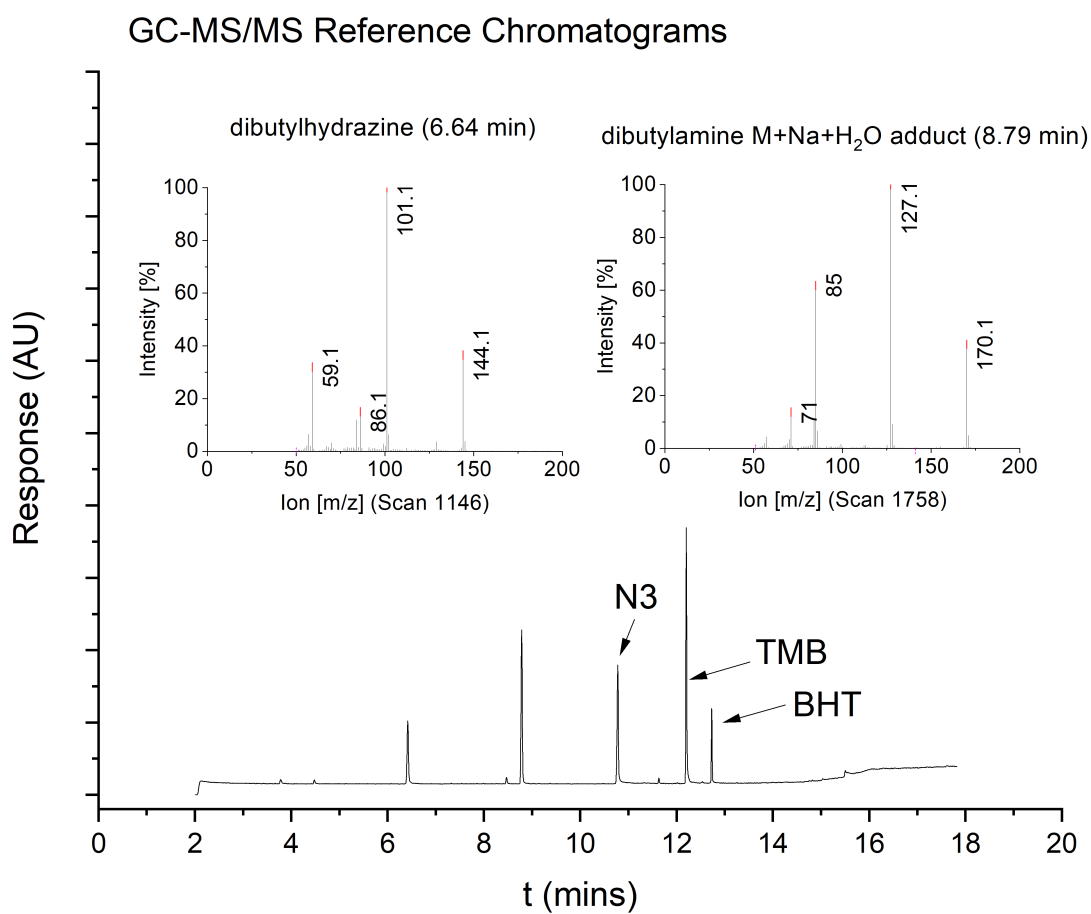 GC-MS/MS Reference Chromatograms
dibutylhydrazine (6.64 min)
100
80
60
40
20
0
Intensity [%]
59.1
86.1
101.1
144.1
0 50 100 150 200
Ion [m/z] (Scan 1146)
dibutylamine M+Na+H₂O adduct (8.79 min)
100
80
60
40
20
0
Intensity [%]
71
85
127.1
170.1
0 50 100 150 200
Ion [m/z] (Scan 1758)
Response (AU)
N3
TMB
BHT
0 2 4 6 8 10 12 14 16 18 20
t (mins)